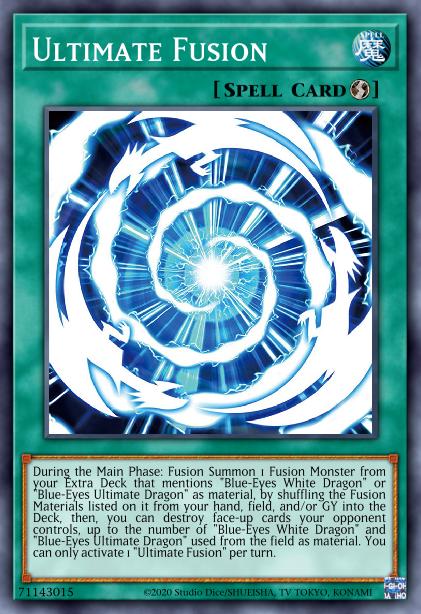 Ultimate Fusion
SPELL
魔
[Spell Card]
During the Main Phase: Fusion Summon 1 Fusion Monster from
your Extra Deck that mentions "Blue-Eyes White Dragon" or
"Blue-Eyes Ultimate Dragon" as material, by shuffling the Fusion
Materials listed on it from your hand, field, and/or GY into the
Deck, then, you can destroy face-up cards your opponent
controls, up to the number of "Blue-Eyes White Dragon" and
"Blue-Eyes Ultimate Dragon" used from the field as material. You
can only activate 1 "Ultimate Fusion" per turn.
71143015
©2020 Studio Dice/SHUEISHA, TV TOKYO, KONAMI